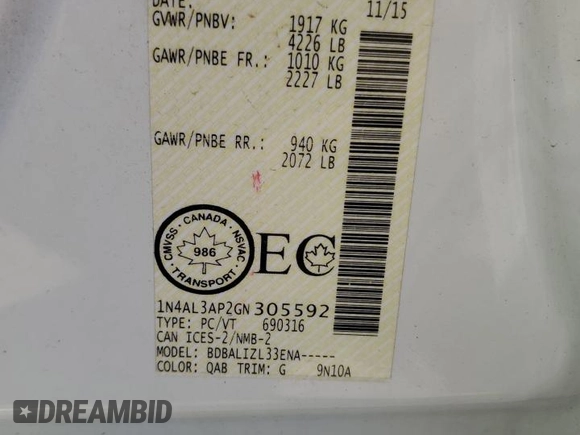 DATE: 11/15
GVWR/PNBV: 1917 KG
4226 LB
GAWR/PNBE FR.: 1010 KG
2227 LB
GAWR/PNBE RR.: 940 KG
2072 LB
CMVSS · CANADA · NSVAC
986
· TRANSPORT ·
EC
1N4AL3AP2GN305592
TYPE: PC/VT 690316
CAN ICES-2/NMB-2
MODEL: BDBALIZL33ENA-----
COLOR: QAB TRIM: G 9N10A
DREAMBID